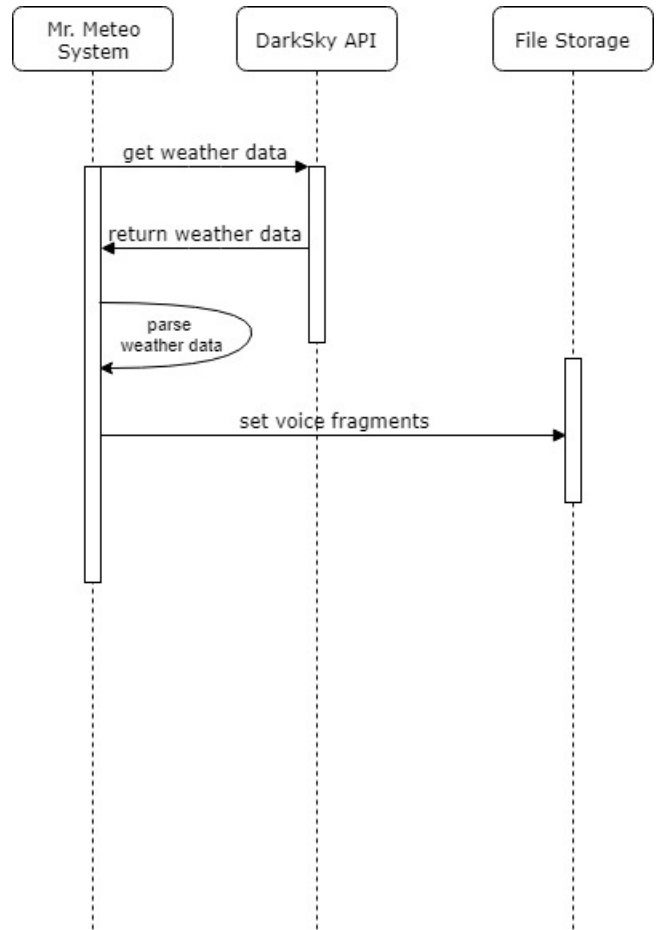 Mr. Meteo
System
DarkSky API
File Storage
get weather data
return weather data
parse
weather data
set voice fragments